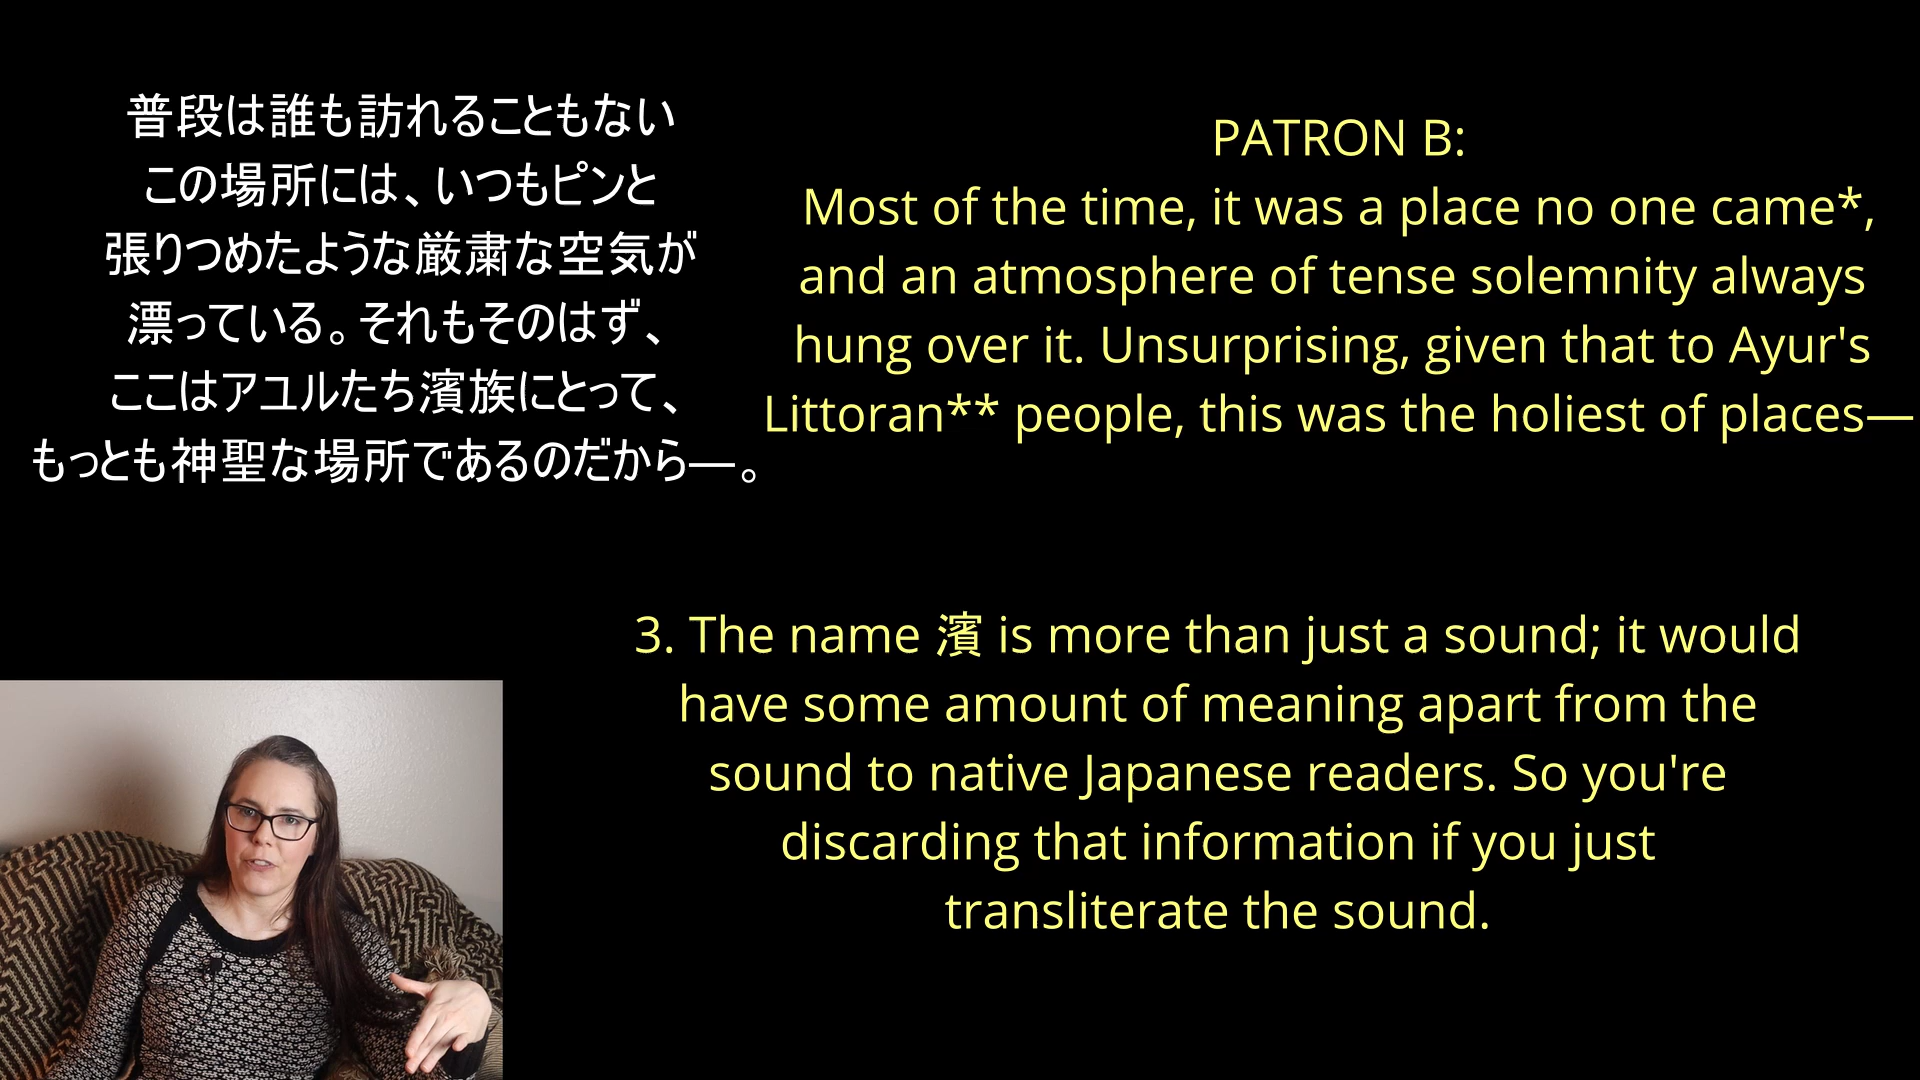 普段は誰も訪れることもない
この場所には、いつもピンと
張りつめたような厳粛な空気が
漂っている。それもそのはず、
ここはアユルたち濱族にとって、
もっとも神聖な場所であるのだから—。
PATRON B:
Most of the time, it was a place no one came*,
and an atmosphere of tense solemnity always
hung over it. Unsurprising, given that to Ayur's
Littoran** people, this was the holiest of places—
3. The name 濱 is more than just a sound; it would
have some amount of meaning apart from the
sound to native Japanese readers. So you're
discarding that information if you just
transliterate the sound.